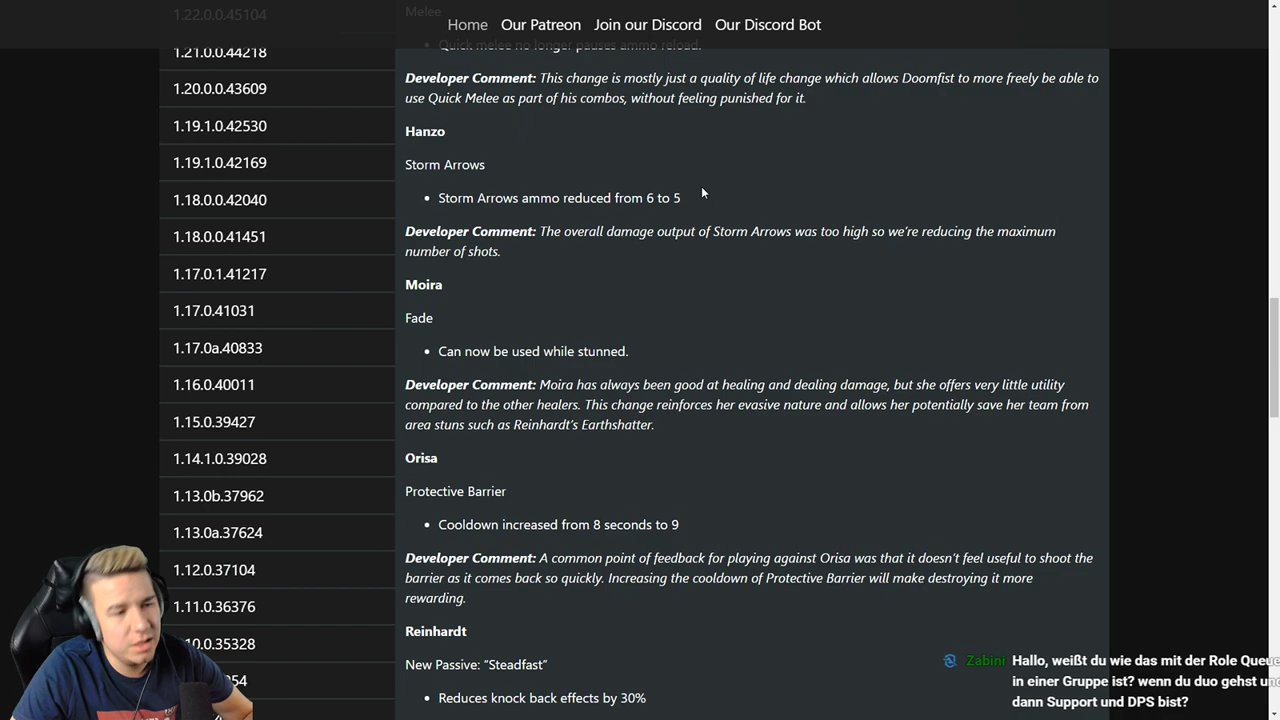 Home Our Patreon Join our Discord Our Discord Bot
1.22.0.0.45104
1.21.0.0.44218
1.20.0.0.43609
1.19.1.0.42530
1.19.1.0.42169
1.18.0.0.42040
1.18.0.0.41451
1.17.0.1.41217
1.17.0.41031
1.17.0a.40833
1.16.0.40011
1.15.0.39427
1.14.1.0.39028
1.13.0b.37962
1.13.0a.37624
1.12.0.37104
1.11.0.36376
Melee
Quick melee no longer pauses ammo reload.
Developer Comment: This change is mostly just a quality of life change which allows Doomfist to more freely be able to
use Quick Melee as part of his combos, without feeling punished for it.
Hanzo
Storm Arrows
• Storm Arrows ammo reduced from 6 to 5
Developer Comment: The overall damage output of Storm Arrows was too high so we're reducing the maximum
number of shots.
Moira
Fade
• Can now be used while stunned.
Developer Comment: Moira has always been good at healing and dealing damage, but she offers very little utility
compared to the other healers. This change reinforces her evasive nature and allows her potentially save her team from
area stuns such as Reinhardt's Earthshatter.
Orisa
Protective Barrier
• Cooldown increased from 8 seconds to 9
Developer Comment: A common point of feedback for playing against Orisa was that it doesn't feel useful to shoot the
barrier as it comes back so quickly. Increasing the cooldown of Protective Barrier will make destroying it more
rewarding.
Reinhardt
New Passive: “Steadfast”
• Reduces knock back effects by 30%
Zabini Hallo, weißt du wie das mit der Role Queue
in einer Gruppe ist? wenn du duo gehst und
dann Support und DPS bist?